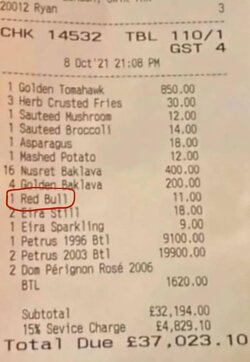 20012 Ryan 3
CHK 14532 TBL 110/1
GST 4
8 Oct'21 21:08 PM
1 Golden Tomahawk 850.00
3 Herb Crusted Fries 30.00
1 Sauteed Mushroom 12.00
1 Sauteed Broccoli 14.00
1 Asparagus 18.00
1 Mashed Potato 12.00
16 Nusret Baklava 400.00
4 Golden Baklava 200.00
1 Red Bull 11.00
2 Eira Still 18.00
1 Eira Sparkling 9.00
1 Petrus 1996 Btl 9100.00
2 Petrus 2003 Btl 19900.00
2 Dom Pérignon Rosé 2006
BTL 1620.00
Subtotal £32,194.00
15% Sevice Charge £4,829.10
Total Due £37,023.10